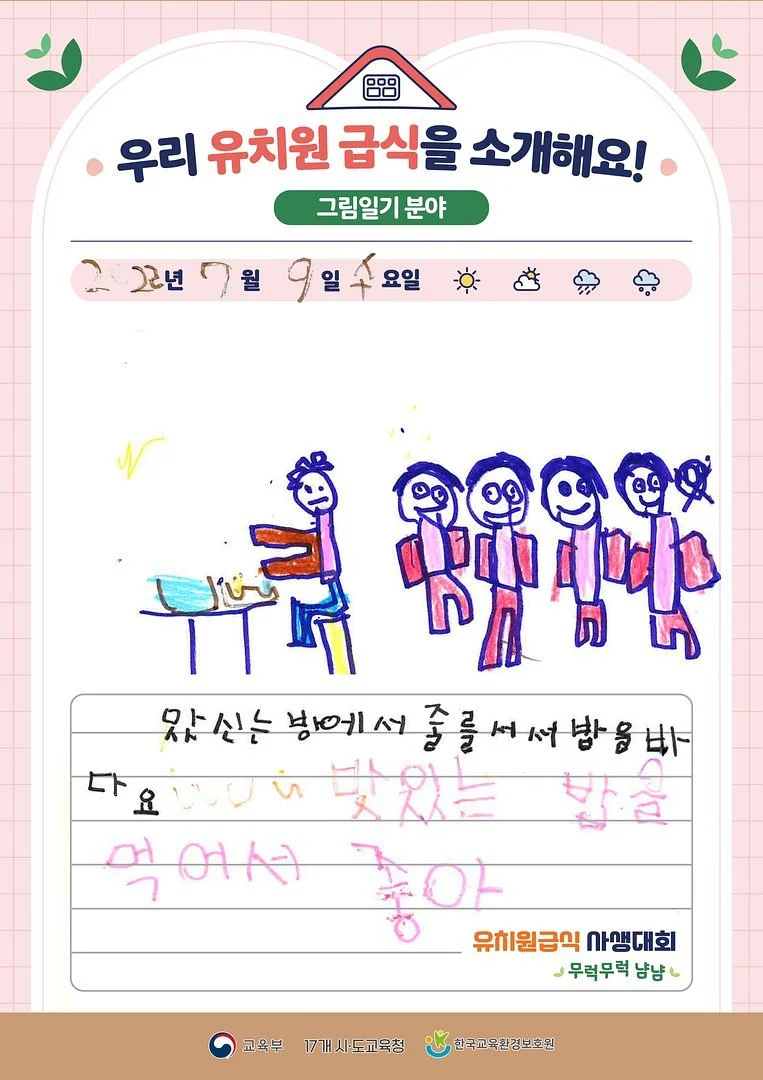 우리 유치원 급식을 소개해요!
그림일기 분야
2022년 7월 9일 수요일
맜신는 방에서 줄를 서서 밥을 바
다요 맛있는 밥을
먹어서 좋아
유치원급식 사생대회
무럭무럭 냠냠
교육부 17개 시·도교육청 한국교육환경보호원